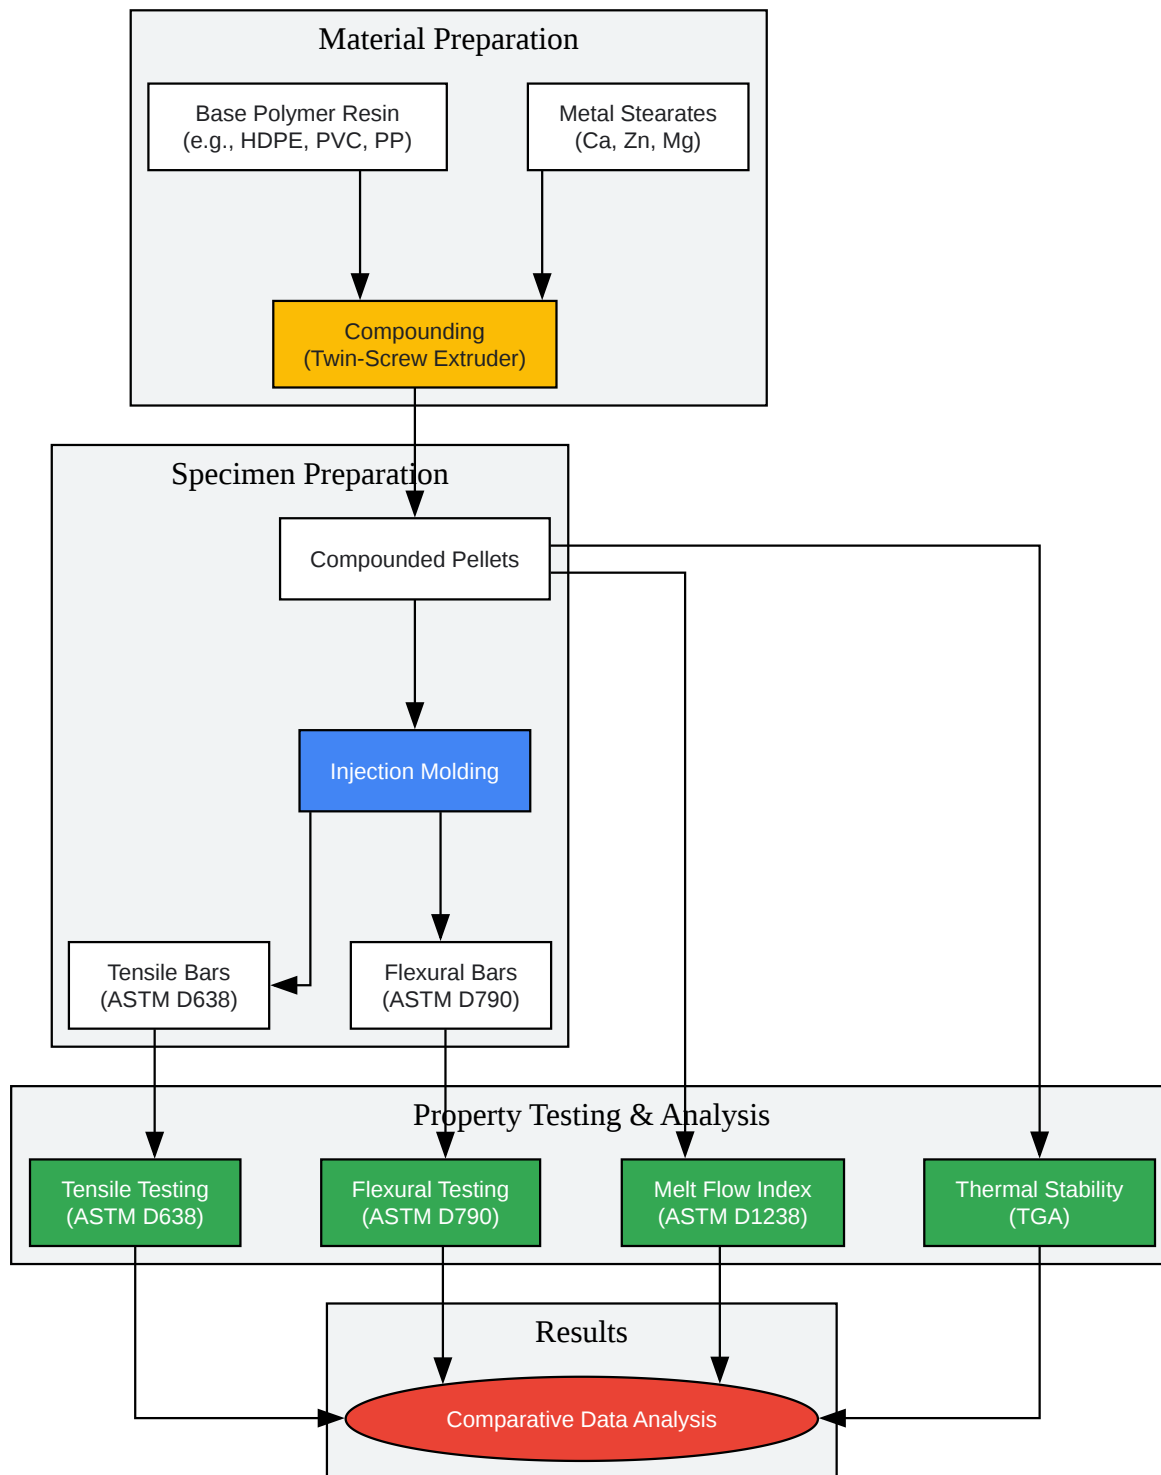 Material Preparation
Base Polymer Resin
(e.g., HDPE, PVC, PP)
Metal Stearates
(Ca, Zn, Mg)
Compounding
(Twin-Screw Extruder)
Specimen Preparation
Compounded Pellets
Injection Molding
Tensile Bars
(ASTM D638)
Flexural Bars
(ASTM D790)
Property Testing & Analysis
Tensile Testing
(ASTM D638)
Flexural Testing
(ASTM D790)
Melt Flow Index
(ASTM D1238)
Thermal Stability
(TGA)
Results
Comparative Data Analysis